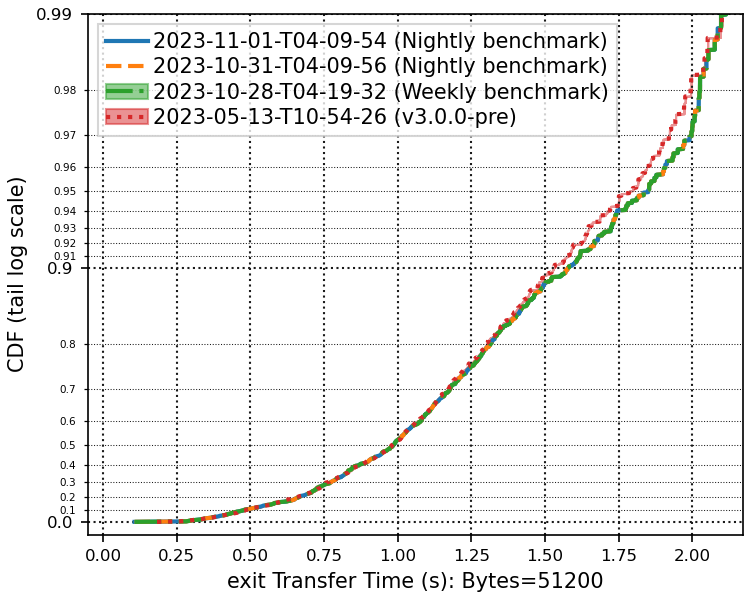 0.99
2023-11-01-T04-09-54 (Nightly benchmark)
2023-10-31-T04-09-56 (Nightly benchmark)
2023-10-28-T04-19-32 (Weekly benchmark)
2023-05-13-T10-54-26 (v3.0.0-pre)
0.98
0.97
0.96
0.95
0.94
0.93
0.92
0.91
0.9
0.8
0.7
0.6
0.5
0.4
0.3
0.2
0.1
0.0
CDF (tail log scale)
0.00 0.25 0.50 0.75 1.00 1.25 1.50 1.75 2.00
exit Transfer Time (s): Bytes=51200